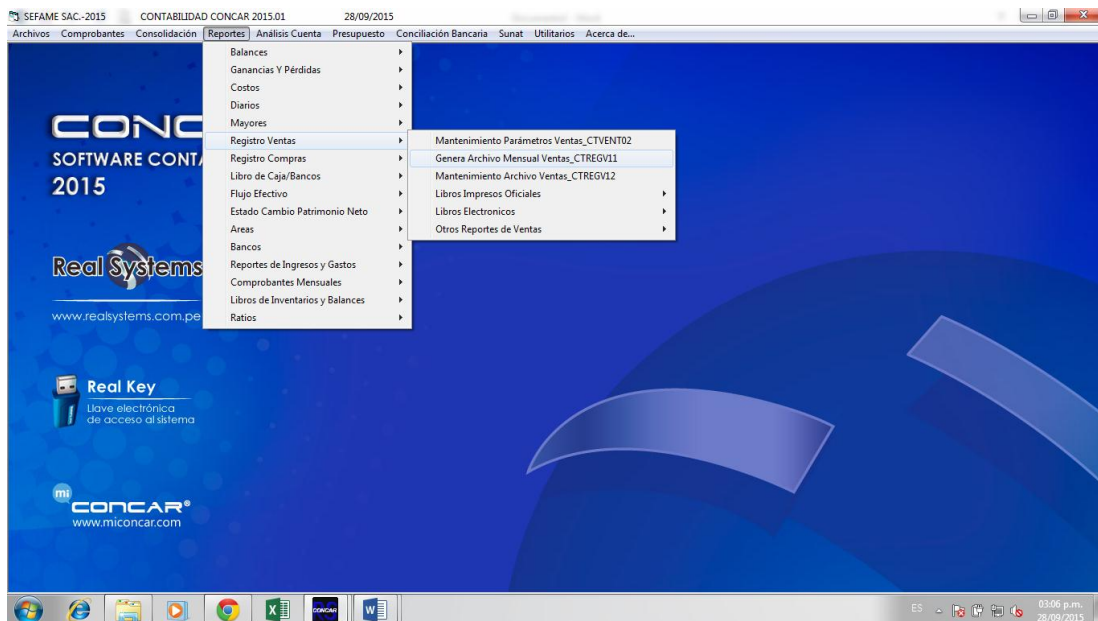 SEFAME SAC.-2015 CONTABILIDAD CONCAR 2015.01 28/09/2015
Archivos Comprobantes Consolidación Reportes Análisis Cuenta Presupuesto Conciliación Bancaria Sunat Utilitarios Acerca de...
Balances
Ganancias Y Pérdidas
Costos
Diarios
Mayores
Registro Ventas
Registro Compras
Libro de Caja/Bancos
Flujo Efectivo
Estado Cambio Patrimonio Neto
Areas
Bancos
Reportes de Ingresos y Gastos
Comprobantes Mensuales
Libros de Inventarios y Balances
Ratios
Mantenimiento Parámetros Ventas_CTVENT02
Genera Archivo Mensual Ventas_CTREGV11
Mantenimiento Archivo Ventas_CTREGV12
Libros Impresos Oficiales
Libros Electronicos
Otros Reportes de Ventas
CONC
SOFTWARE CONTA
2015
Real Systems
www.realsystems.com.pe
Real Key
Llave electrónica
de acceso al sistema
mi
CONCAR®
www.miconcar.com
CONCAR
ES 03:06 p.m.
28/09/2015